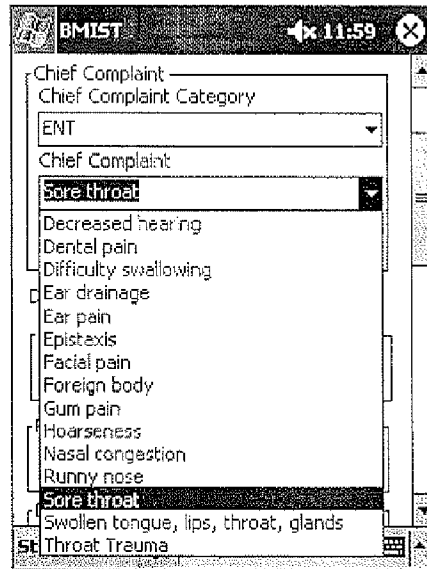 BMIST 11:59
Chief Complaint
Chief Complaint Category
ENT
Chief Complaint
Sore throat
Decreased hearing
Dental pain
Difficulty swallowing
Ear drainage
Ear pain
Epistaxis
Facial pain
Foreign body
Gum pain
Hoarseness
Nasal congestion
Runny nose
Sore throat
Swollen tongue, lips, throat, glands
Throat Trauma